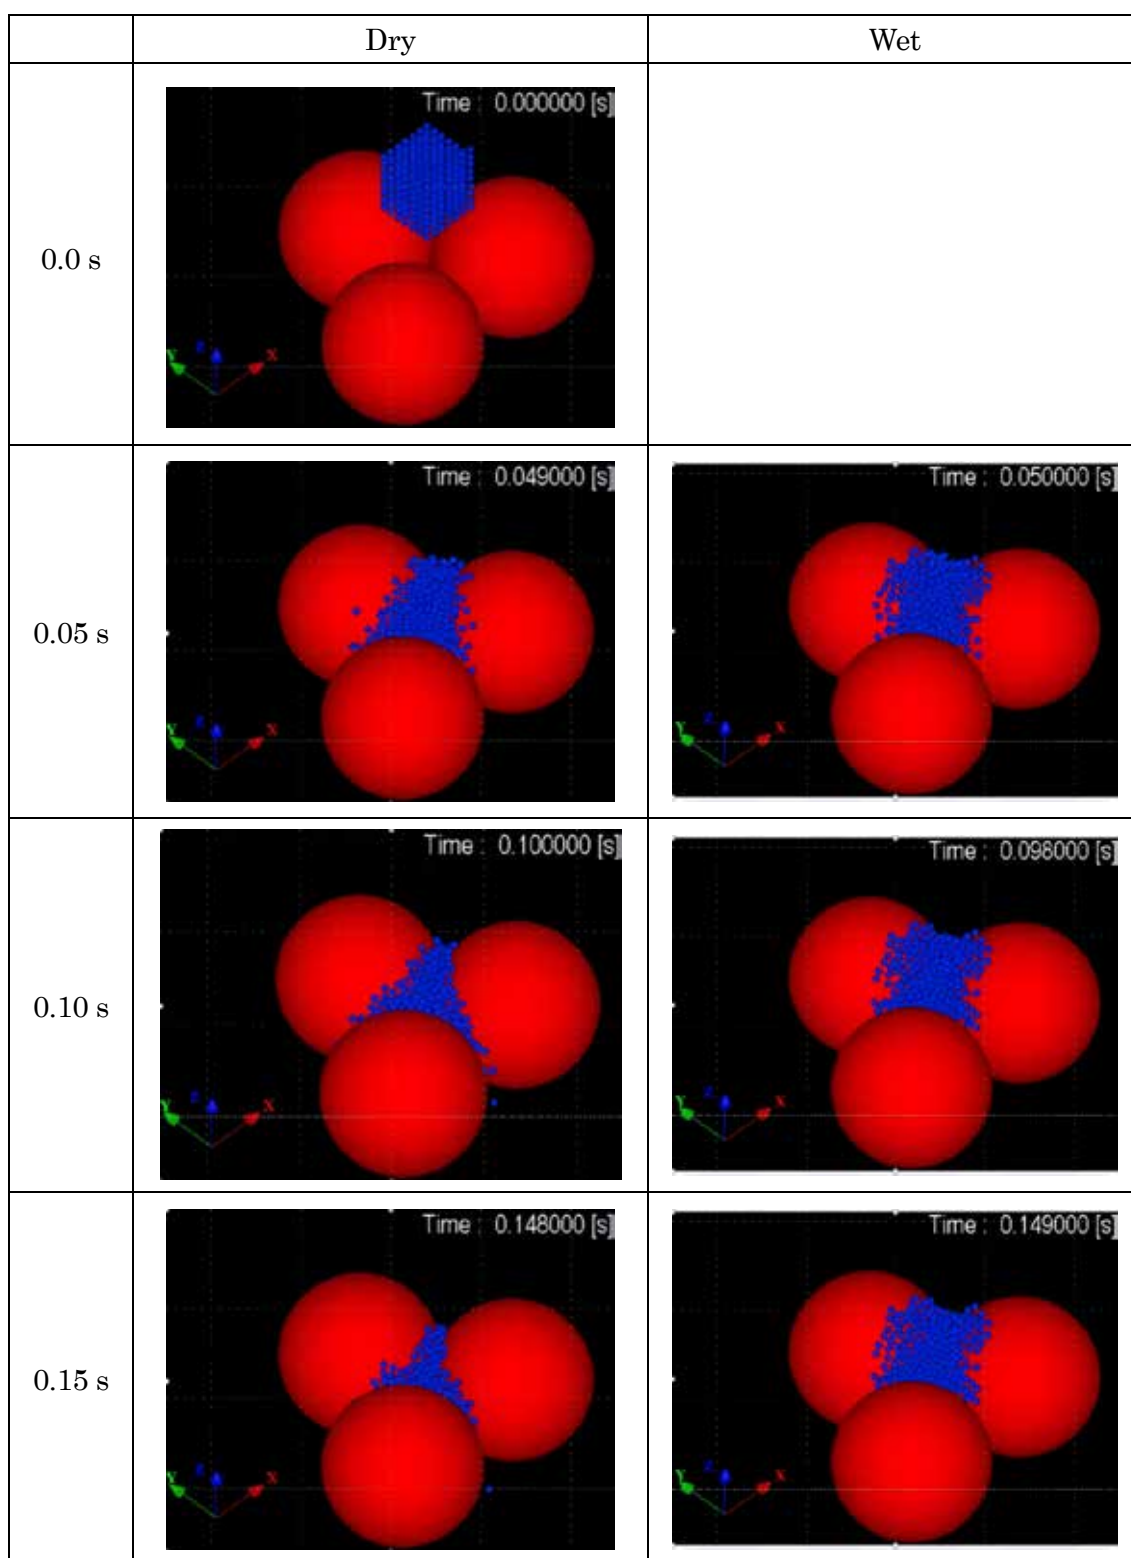 Dry Wet
0.0 s
Time : 0.000000 [s]
Z
Y X
0.05 s
Time : 0.049000 [s]
Time : 0.050000 [s]
Z Z
Y X Y X
0.10 s
Time : 0.100000 [s]
Time : 0.098000 [s]
Z Z
Y X Y X
0.15 s
Time : 0.148000 [s]
Time : 0.149000 [s]
Z Z
Y X Y X